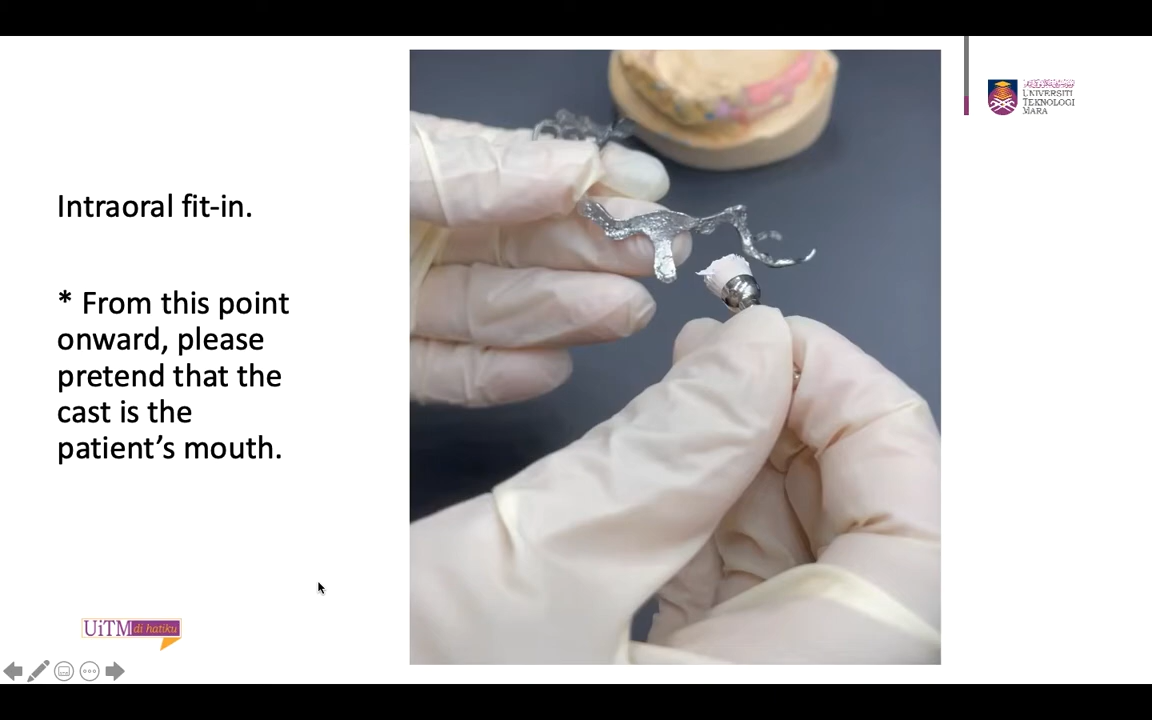 Intraoral fit-in.
* From this point
onward, please
pretend that the
cast is the
patient’s mouth.
UNIVERSITI
TEKNOLOGI
MARA
UiTM di hatiku